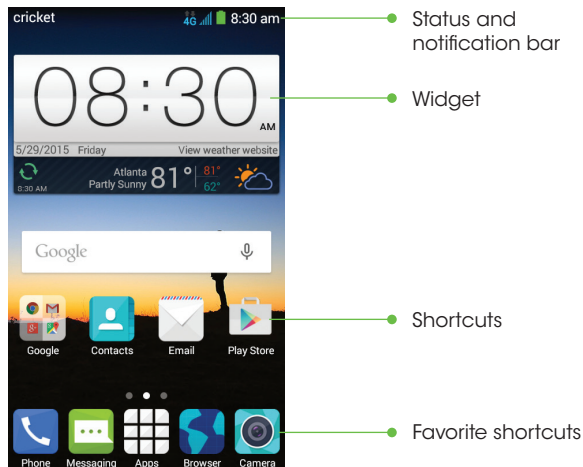 cricket 4G 8:30 am
Status and
notification bar
08:30 AM
Widget
5/29/2015 Friday View weather website
Atlanta 81° 81°
8:30 AM Partly Sunny 62°
Google
Shortcuts
Google Contacts Email Play Store
Favorite shortcuts
Phone Messaging Apps Browser Camera